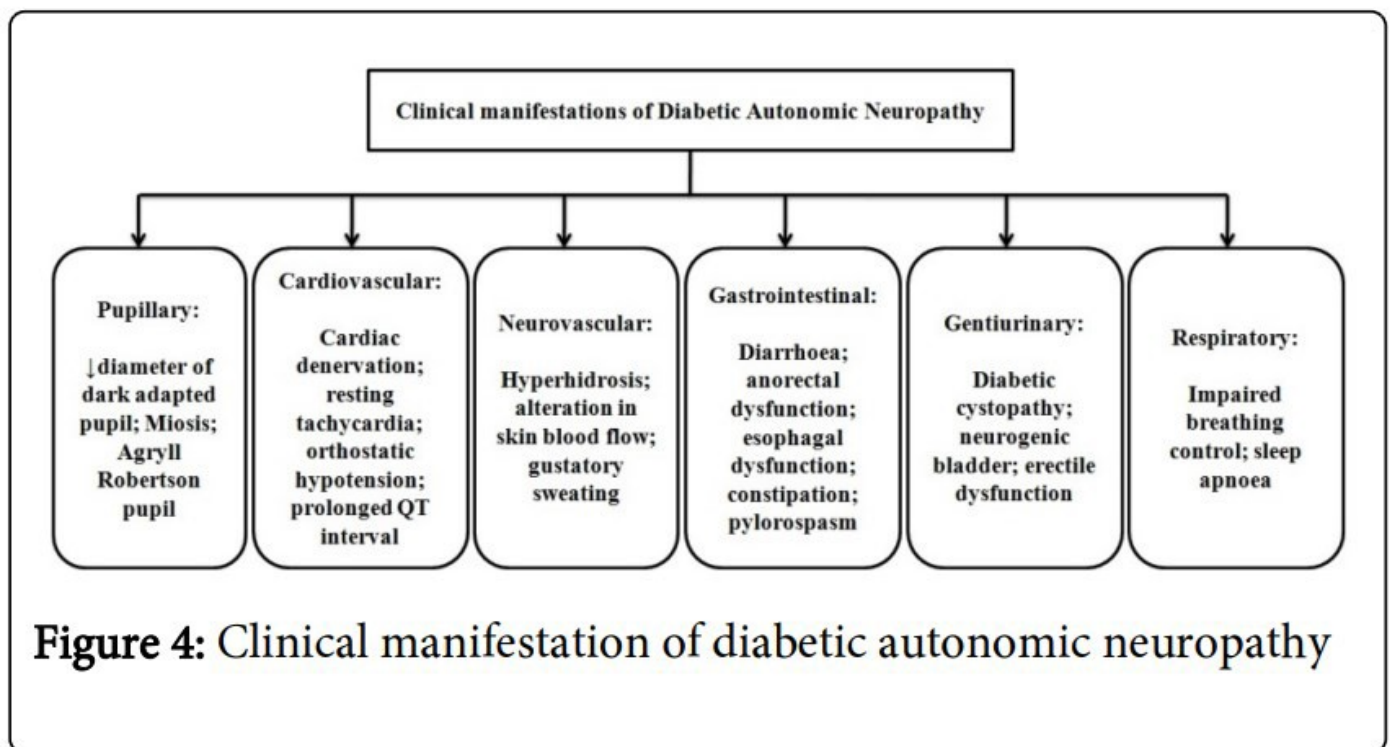 Clinical manifestations of Diabetic Autonomic Neuropathy
Pupillary:
↓diameter of
dark adapted
pupil; Miosis;
Agryll
Robertson
pupil
Cardiovascular:
Cardiac
denervation;
resting
tachycardia;
orthostatic
hypotension;
prolonged QT
interval
Neurovascular:
Hyperhidrosis;
alteration in
skin blood flow;
gustatory
sweating
Gastrointestinal:
Diarrhoea;
anorectal
dysfunction;
esophagal
dysfunction;
constipation;
pylorospasm
Gentiurinary:
Diabetic
cystopathy;
neurogenic
bladder; erectile
dysfunction
Respiratory:
Impaired
breathing
control; sleep
apnoea
Figure 4: Clinical manifestation of diabetic autonomic neuropathy